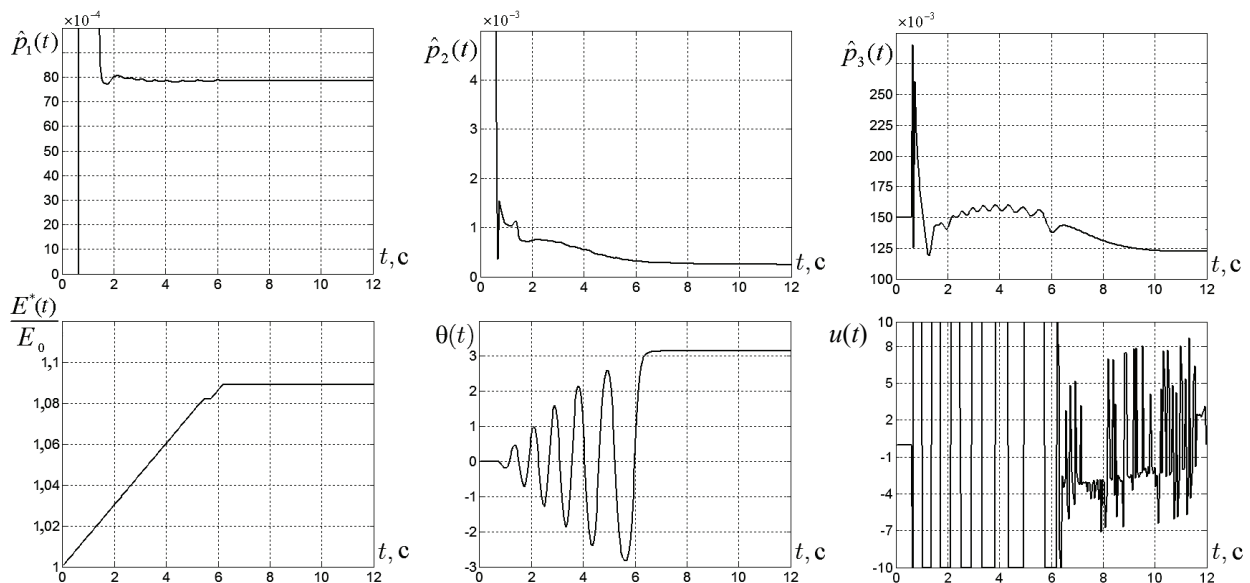 ×10⁻⁴
p̂₁(t)
80
70
60
50
40
30
20
10
0
0 2 4 6 8 10 12
t, с
×10⁻³
p̂₂(t)
4
3
2
1
0
0 2 4 6 8 10 12
t, с
×10⁻³
p̂₃(t)
275
250
225
200
175
150
125
100
0 2 4 6 8 10 12
t, с
E*(t)
E₀
1,1
1,08
1,06
1,04
1,02
1
0 2 4 6 8 10 12
t, с
θ(t)
3
2
1
0
-1
-2
-3
0 2 4 6 8 10 12
t, с
u(t)
10
8
5
2
-1
-4
-7
-10
0 2 4 6 8 10 12
t, с